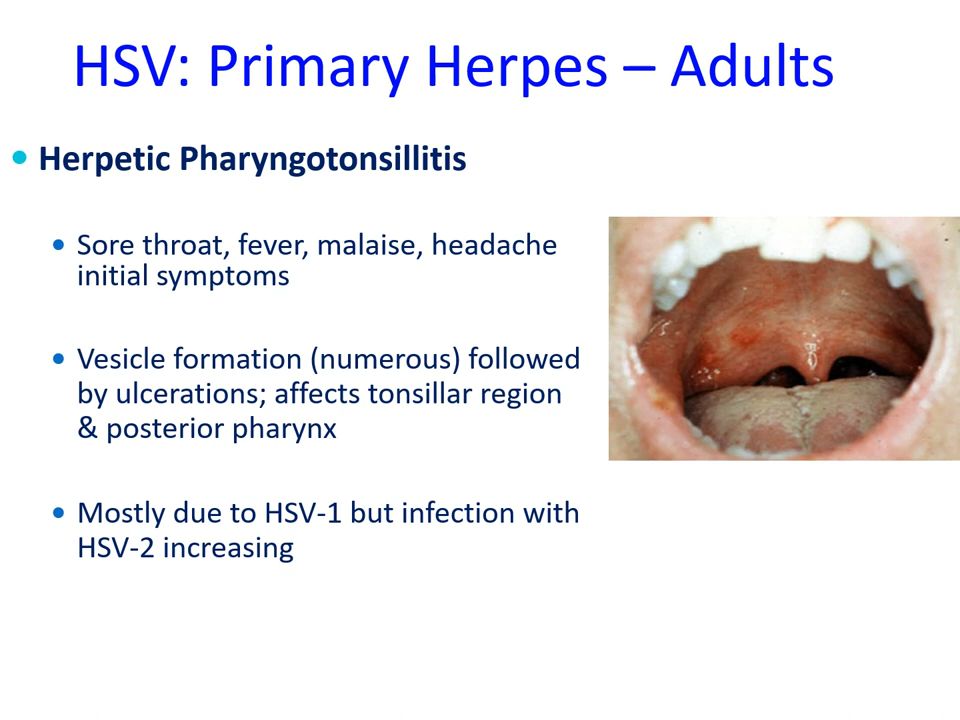 HSV: Primary Herpes – Adults
• Herpetic Pharyngotonsillitis
• Sore throat, fever, malaise, headache
initial symptoms
• Vesicle formation (numerous) followed
by ulcerations; affects tonsillar region
& posterior pharynx
• Mostly due to HSV-1 but infection with
HSV-2 increasing